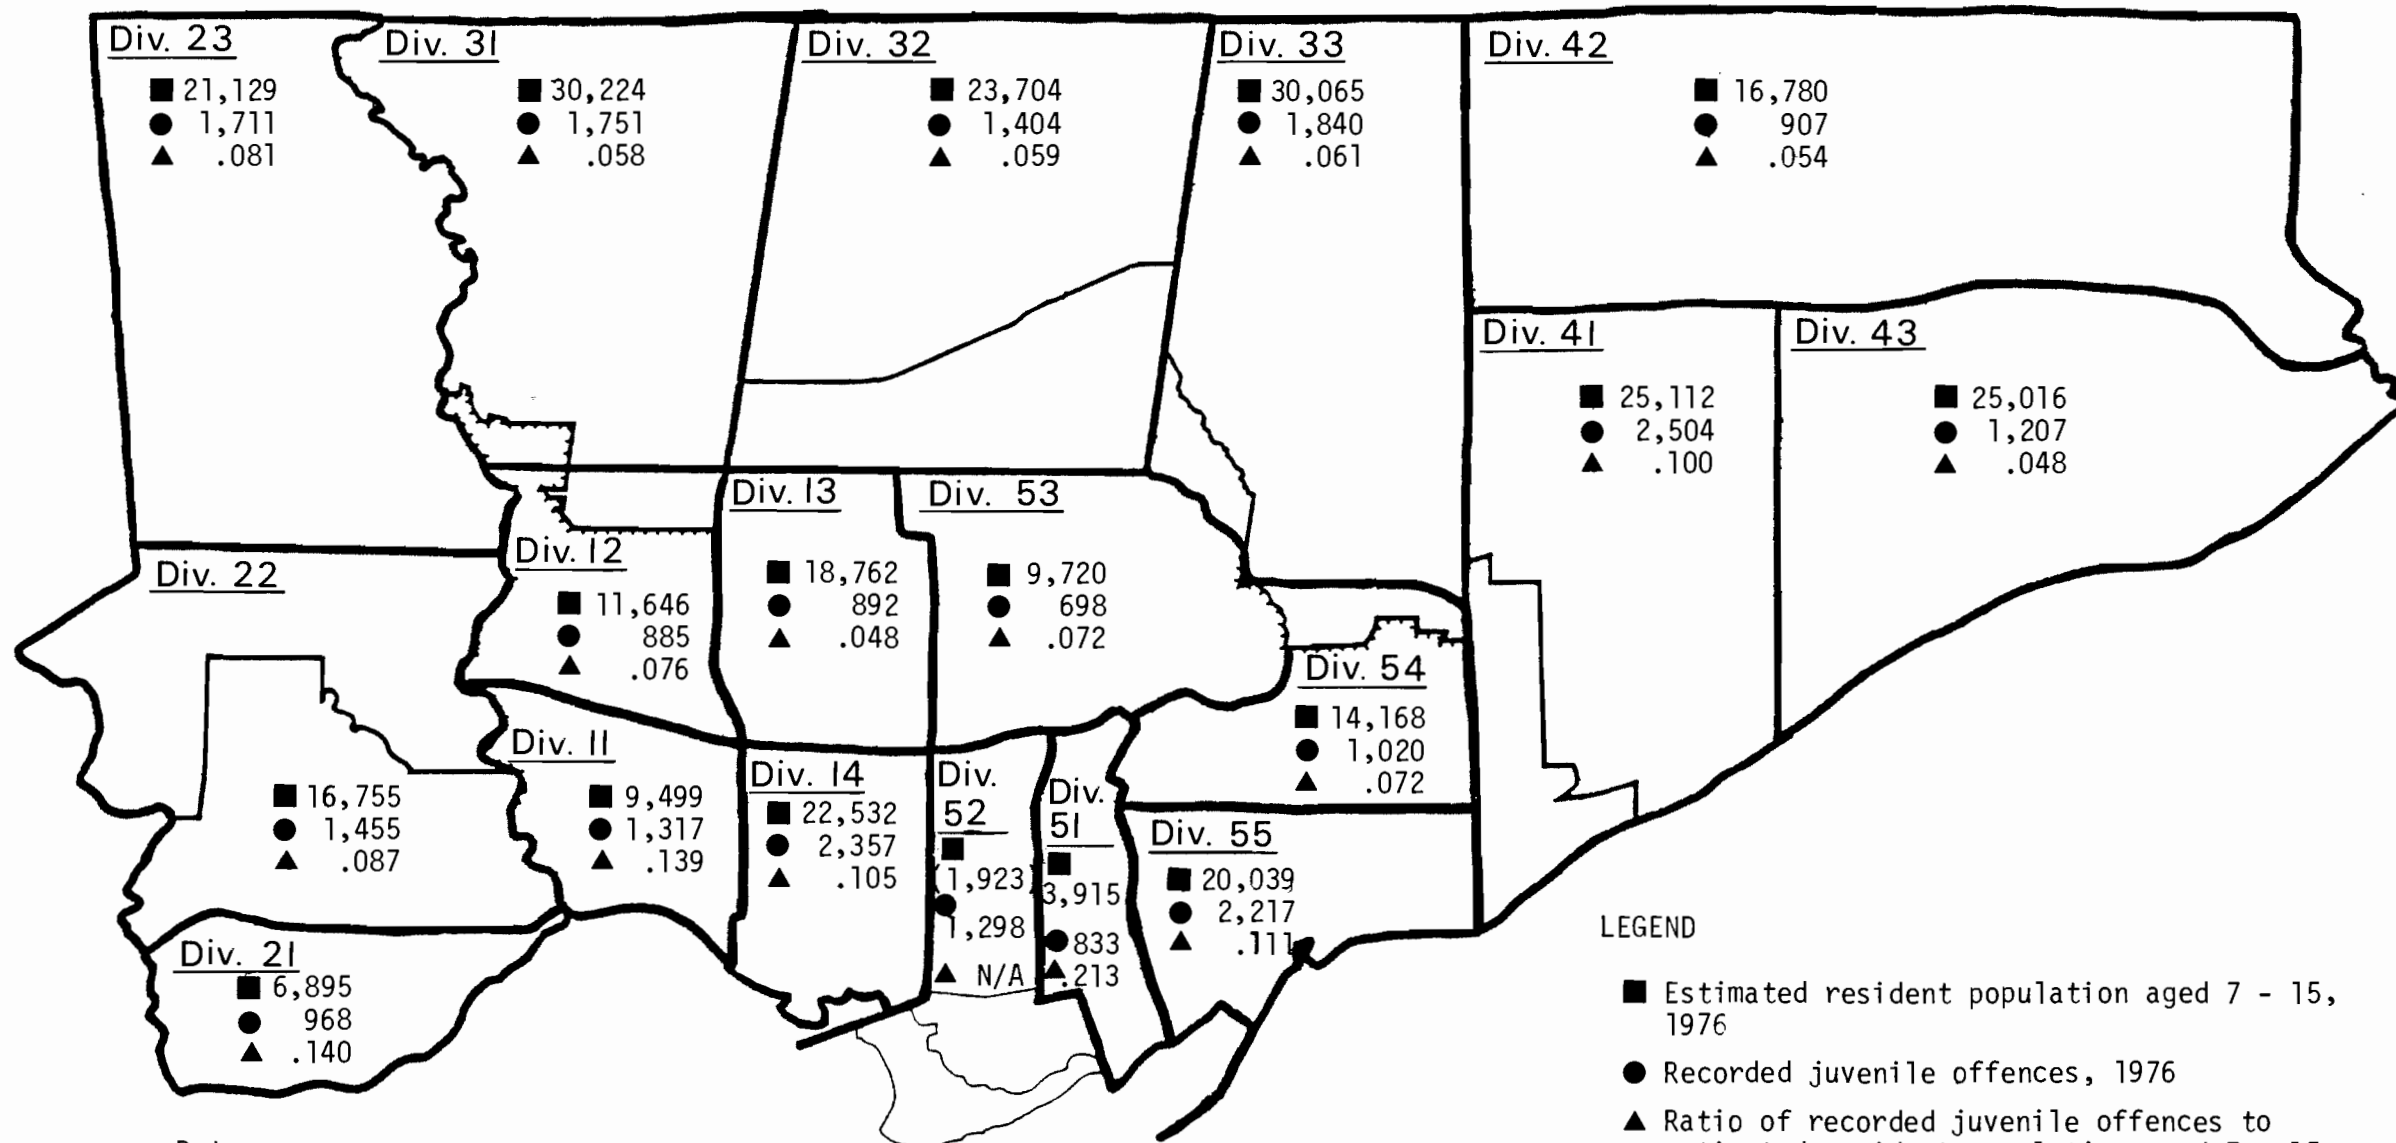 Div. 23
■ 21,129
● 1,711
▲ .081
Div. 31
■ 30,224
● 1,751
▲ .058
Div. 32
■ 23,704
● 1,404
▲ .059
Div. 33
■ 30,065
● 1,840
▲ .061
Div. 42
■ 16,780
● 907
▲ .054
Div. 41
■ 25,112
● 2,504
▲ .100
Div. 43
■ 25,016
● 1,207
▲ .048
Div. 22
■ 16,755
● 1,455
▲ .087
Div. 12
■ 11,646
● 885
▲ .076
Div. 13
■ 18,762
● 892
▲ .048
Div. 53
■ 9,720
● 698
▲ .072
Div. 54
■ 14,168
● 1,020
▲ .072
Div. 11
■ 9,499
● 1,317
▲ .139
Div. 14
■ 22,532
● 2,357
▲ .105
Div.
52
■
(1,923)
●
1,298
▲ N/A
Div.
51
■
3,915
● 833
▲ .213
Div. 55
■ 20,039
● 2,217
▲ .111
Div. 21
■ 6,895
● 968
▲ .140
LEGEND
■ Estimated resident population aged 7 - 15,
1976
● Recorded juvenile offences, 1976
▲ Ratio of recorded juvenile offences to